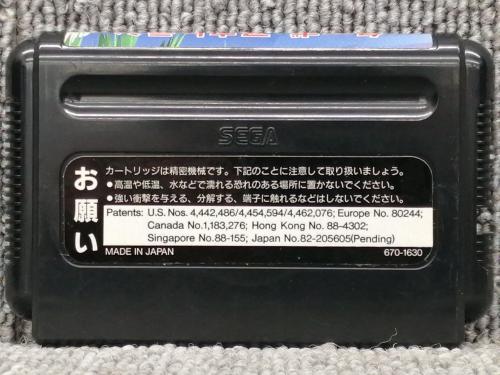 SEGA
お願い
カートリッジは精密機械です。下記のことに注意して取り扱いましょう。
●高温や低温、水などで濡れる恐れのある場所に置かないでください。
●強い衝撃を与える、分解する、端子に触れるなどはしないでください。
Patents: U.S. Nos. 4,442,486/4,454,594/4,462,076; Europe No. 80244;
Canada No.1,183,276; Hong Kong No. 88-4302;
Singapore No.88-155; Japan No.82-205605(Pending)
MADE IN JAPAN 670-1630